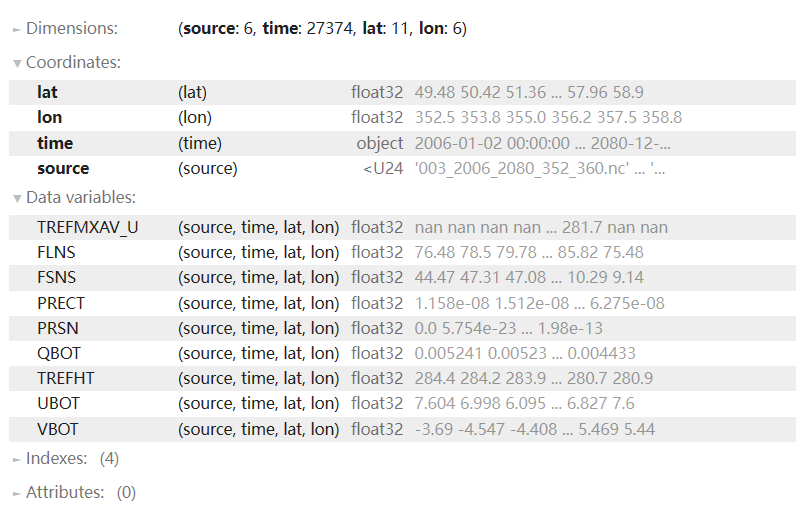 ► Dimensions: (source: 6, time: 27374, lat: 11, lon: 6)
▼ Coordinates:
lat (lat) float32 49.48 50.42 51.36 ... 57.96 58.9
lon (lon) float32 352.5 353.8 355.0 356.2 357.5 358.8
time (time) object 2006-01-02 00:00:00 ... 2080-12-...
source (source) <U24 '003_2006_2080_352_360.nc' ... '...
▼ Data variables:
TREFMXAV_U (source, time, lat, lon) float32 nan nan nan nan ... 281.7 nan nan
FLNS (source, time, lat, lon) float32 76.48 78.5 79.78 ... 85.82 75.48
FSNS (source, time, lat, lon) float32 44.47 47.31 47.08 ... 10.29 9.14
PRECT (source, time, lat, lon) float32 1.158e-08 1.512e-08 ... 6.275e-08
PRSN (source, time, lat, lon) float32 0.0 5.754e-23 ... 1.98e-13
QBOT (source, time, lat, lon) float32 0.005241 0.00523 ... 0.004433
TREFHT (source, time, lat, lon) float32 284.4 284.2 283.9 ... 280.7 280.9
UBOT (source, time, lat, lon) float32 7.604 6.998 6.095 ... 6.827 7.6
VBOT (source, time, lat, lon) float32 -3.69 -4.547 -4.408 ... 5.469 5.44
► Indexes: (4)
► Attributes: (0)